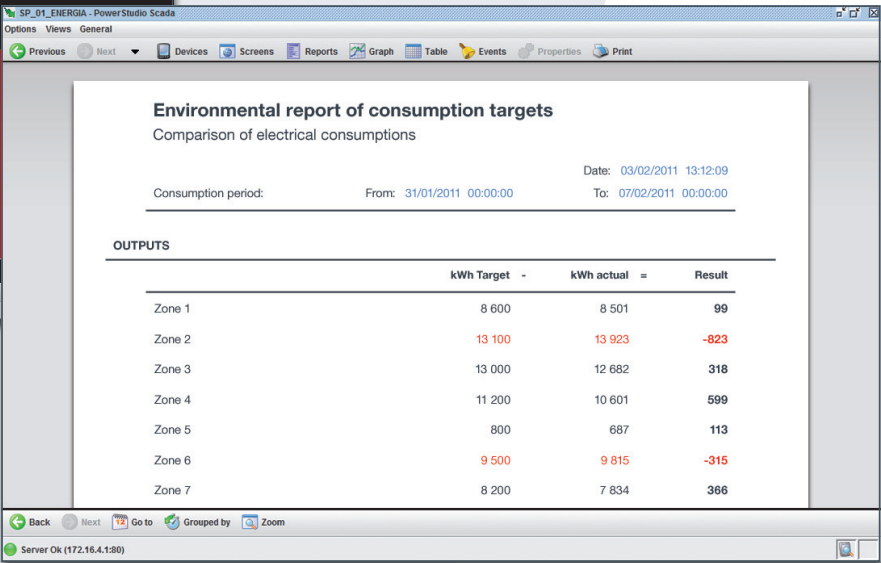 SP_01_ENERGIA - PowerStudio Scada
Options Views General
Previous Next Devices Screens Reports Graph Table Events Properties Print
Environmental report of consumption targets
Comparison of electrical consumptions
Date: 03/02/2011 13:12:09
Consumption period: From: 31/01/2011 00:00:00 To: 07/02/2011 00:00:00
OUTPUTS
kWh Target - kWh actual = Result
Zone 1 8 600 8 501 99
Zone 2 13 100 13 923 -823
Zone 3 13 000 12 682 318
Zone 4 11 200 10 601 599
Zone 5 800 687 113
Zone 6 9 500 9 815 -315
Zone 7 8 200 7 834 366
Back Next 12 Go to Grouped by Zoom
Server Ok (172.16.4.1:80)